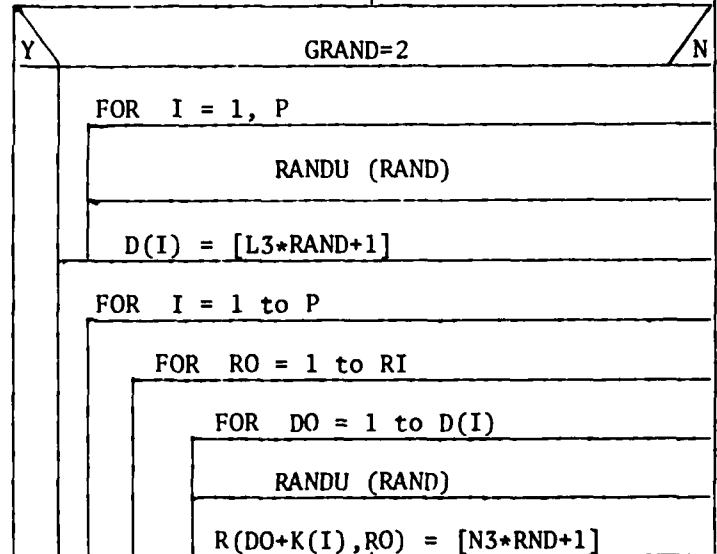 Y GRAND=2 N
FOR I = 1, P
RANDU (RAND)
D(I) = [L3*RAND+1]
FOR I = 1 to P
FOR RO = 1 to RI
FOR DO = 1 to D(I)
RANDU (RAND)
R(DO+K(I),RO) = [N3*RND+1]